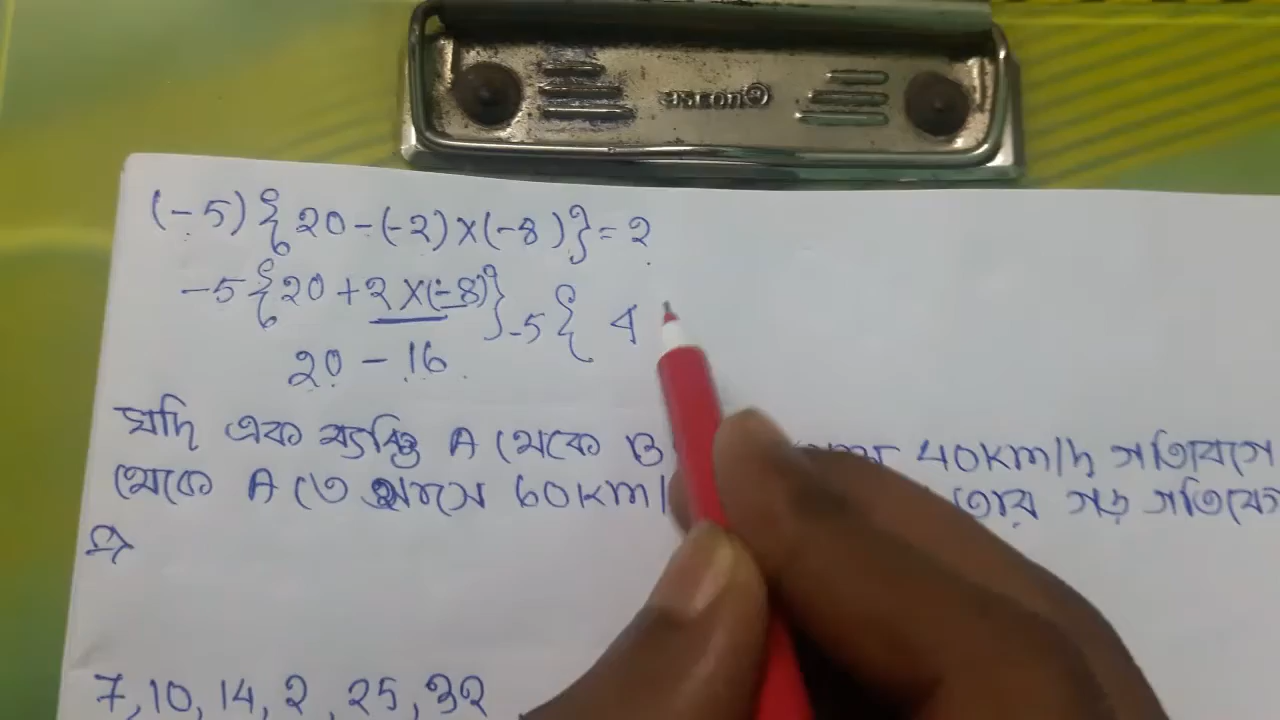 (-5){20-(-2)×(-8)}=2
-5{20+2×(-8)}
-5{ 4
20-16
যদি এক ব্যক্তি A থেকে B 40KM/h গতিবেগে
থেকে A তে আসে 60KM/ তার গড় গতিবেগ
7,10,14,2,25,32